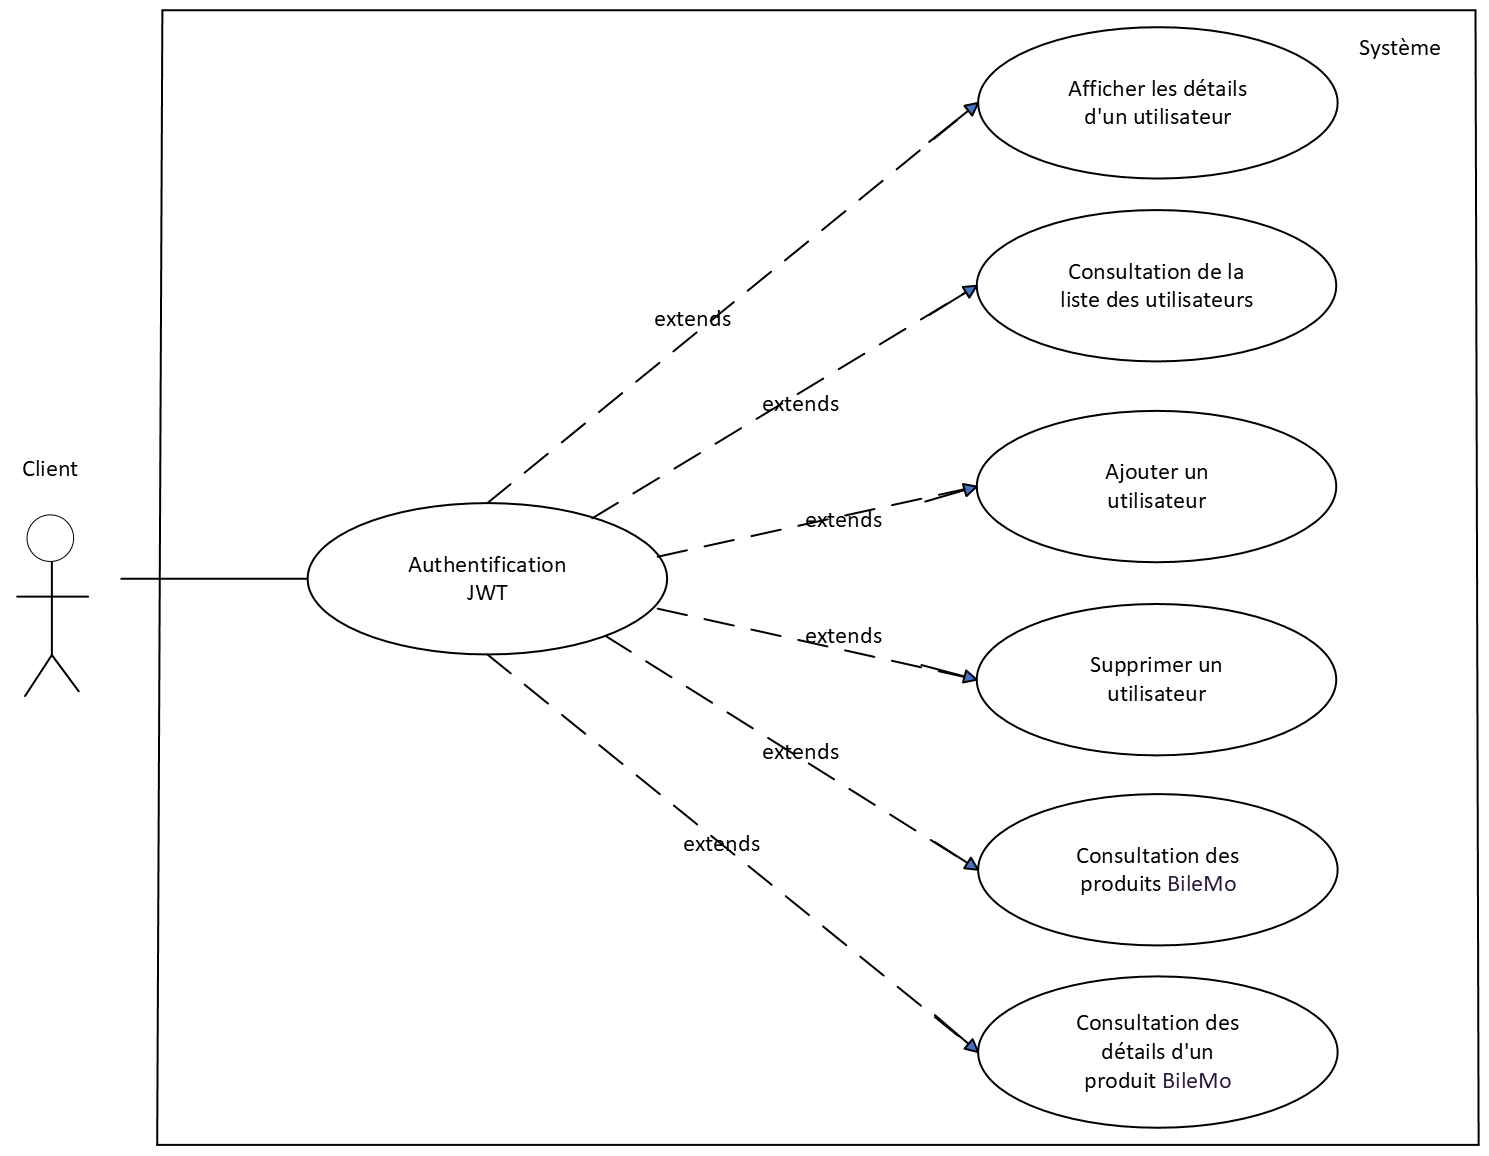 Système
Afficher les détails
d'un utilisateur
Consultation de la
liste des utilisateurs
extends
extends
Client
Ajouter un
utilisateur
extends
Authentification
JWT
extends
Supprimer un
utilisateur
extends
extends
Consultation des
produits BileMo
Consultation des
détails d'un
produit BileMo